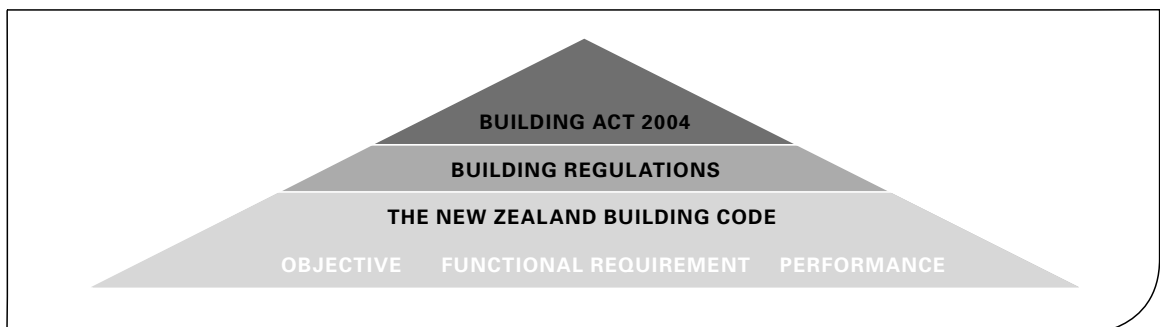 BUILDING ACT 2004
BUILDING REGULATIONS
THE NEW ZEALAND BUILDING CODE
OBJECTIVE FUNCTIONAL REQUIREMENT PERFORMANCE